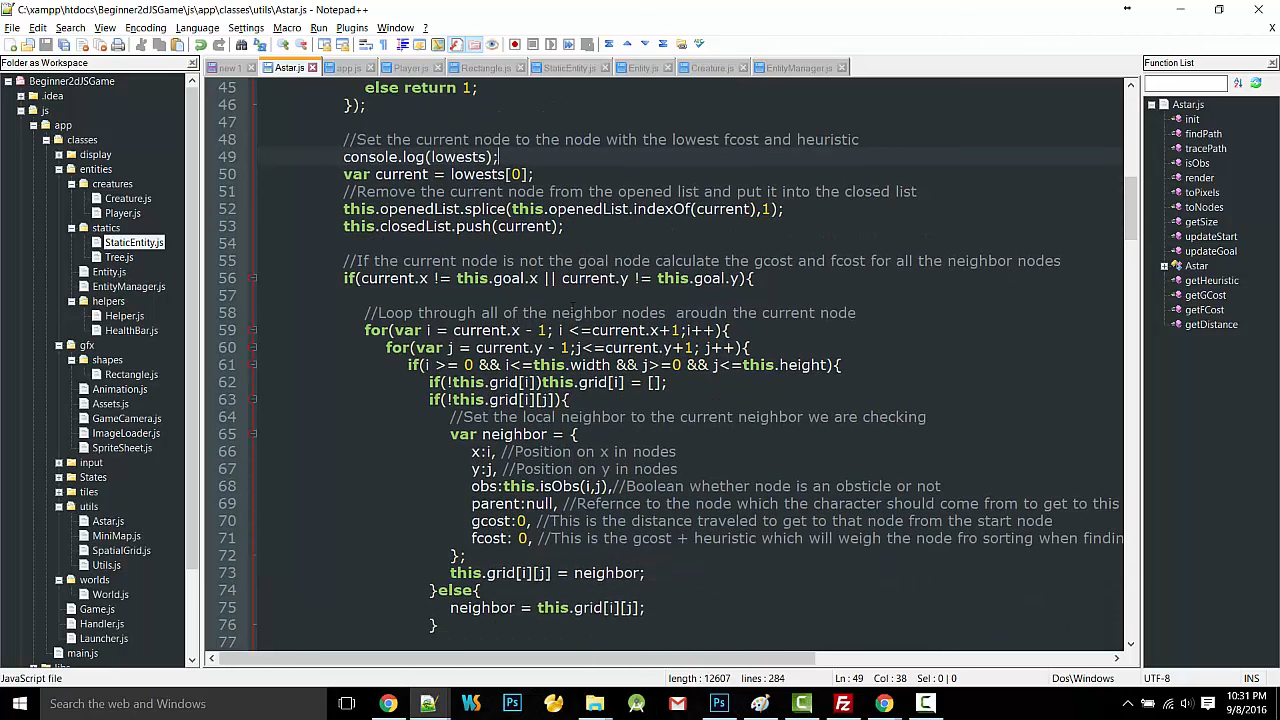 C:\xampp\htdocs\Beginner2dJSGame\js\app\classes\utils\Astar.js - Notepad++
File Edit Search View Encoding Language Settings Macro Run Plugins Window ?
X
Folder as Workspace
Beginner2dJSGame
.idea
js
app
classes
display
entities
creatures
Creature.js
Player.js
statics
StaticEntity.js
Tree.js
Entity.js
EntityManager.js
helpers
Helper.js
HealthBar.js
gfx
shapes
Rectangle.js
Animation.js
Assets.js
GameCamera.js
ImageLoader.js
SpriteSheet.js
input
States
tiles
utils
Astar.js
MiniMap.js
SpatialGrid.js
Utils.js
worlds
World.js
Game.js
Handler.js
Launcher.js
main.js
libs
new 1 Astar.js app.js Player.js Rectangle.js StaticEntity.js Entity.js Creature.js EntityManager.js
45 else return 1;
46 });
47
48 //Set the current node to the node with the lowest fcost and heuristic
49 console.log(lowests);
50 var current = lowests[0];
51 //Remove the current node from the opened list and put it into the closed list
52 this.openedList.splice(this.openedList.indexOf(current),1);
53 this.closedList.push(current);
54
55 //If the current node is not the goal node calculate the gcost and fcost for all the neighbor nodes
56 if(current.x != this.goal.x || current.y != this.goal.y){
57
58 //Loop through all of the neighbor nodes  aroudn the current node
59 for(var i = current.x - 1; i <=current.x+1;i++){
60 for(var j = current.y - 1;j<=current.y+1; j++){
61 if(i >= 0 && i<=this.width && j>=0 && j<=this.height){
62 if(!this.grid[i])this.grid[i] = [];
63 if(!this.grid[i][j]){
64 //Set the local neighbor to the current neighbor we are checking
65 var neighbor = {
66 x:i, //Position on x in nodes
67 y:j, //Position on y in nodes
68 obs:this.isObs(i,j),//Boolean whether node is an obsticle or not
69 parent:null, //Refernce to the node which the character should come from to get to this
70 gcost:0, //This is the distance traveled to get to that node from the start node
71 fcost: 0, //This is the gcost + heuristic which will weigh the node fro sorting when findin
72 };
73 this.grid[i][j] = neighbor;
74 }else{
75 neighbor = this.grid[i][j];
76 }
77
Function List
Astar.js
init
findPath
tracePath
isObs
render
toPixels
toNodes
getSize
updateStart
updateGoal
Astar
getHeuristic
getGCost
getFCost
getDistance
JavaScript file length : 12607 lines : 284 Ln : 49 Col : 38 Sel : 0 | 0 Dos\Windows UTF-8 INS
Search the web and Windows
10:31 PM
9/8/2016